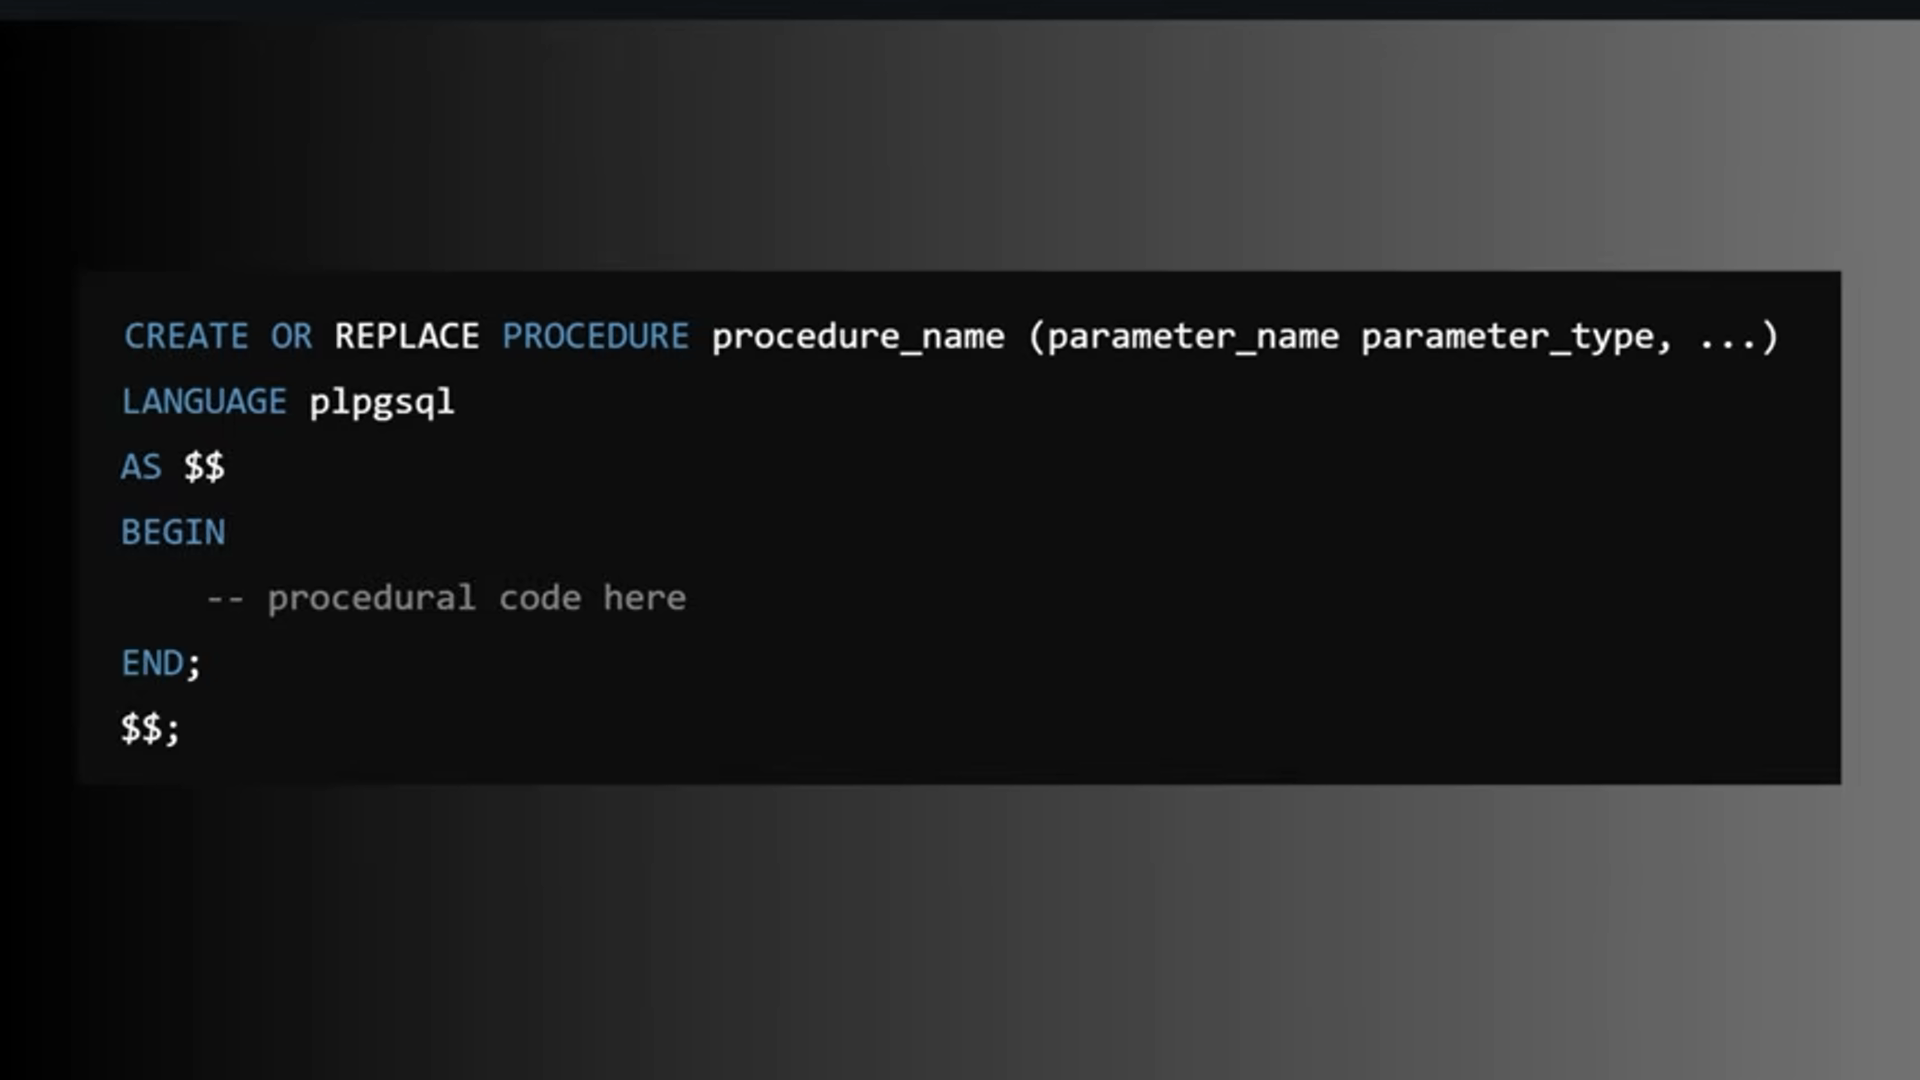 CREATE OR REPLACE PROCEDURE procedure_name (parameter_name parameter_type, ...)
LANGUAGE plpgsql
AS $$
BEGIN
    -- procedural code here
END;
$$;